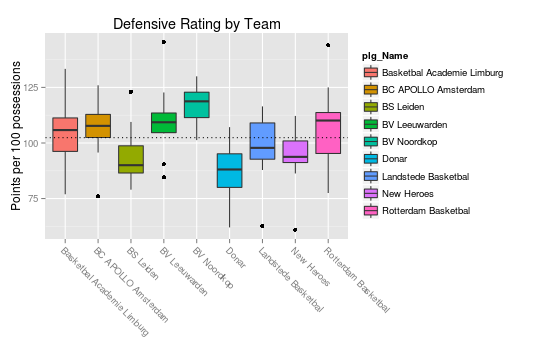 Defensive Rating by Team
Points per 100 possessions
125
100
75
Basketbal Academie Limburg
BC APOLLO Amsterdam
BS Leiden
BV Leeuwarden
BV Noordkop
Donar
Landstede Basketbal
New Heroes
Rotterdam Basketbal
plg_Name
Basketbal Academie Limburg
BC APOLLO Amsterdam
BS Leiden
BV Leeuwarden
BV Noordkop
Donar
Landstede Basketbal
New Heroes
Rotterdam Basketbal